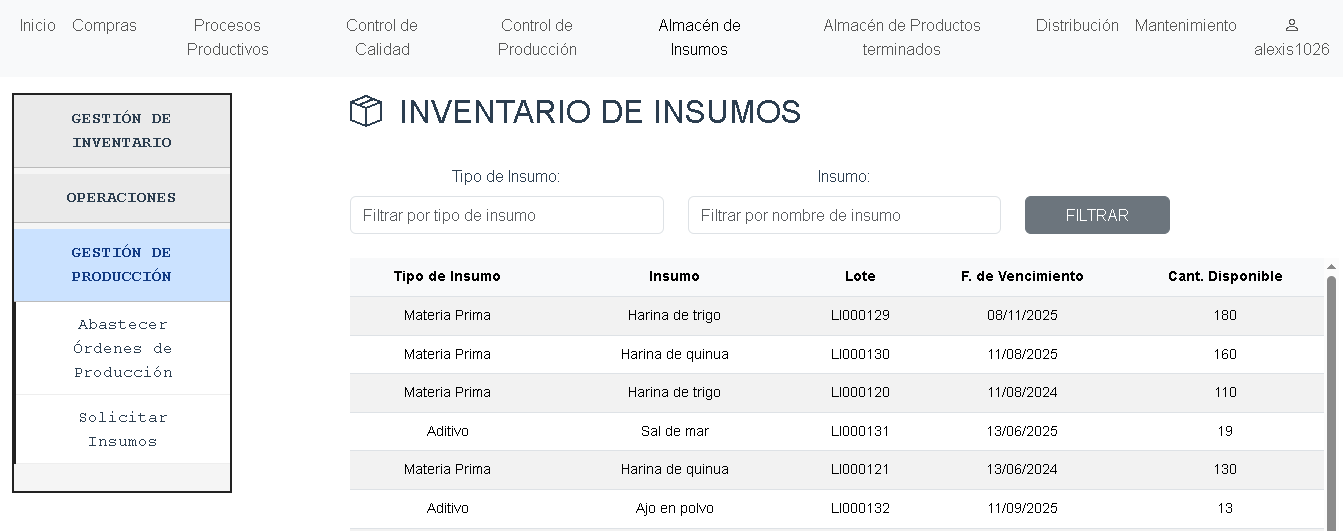 Inicio
Compras
Procesos
Productivos
Control de
Calidad
Control de
Producción
Almacén de
Insumos
Almacén de Productos
terminados
Distribución
Mantenimiento
alexis1026
GESTIÓN DE
INVENTARIO
OPERACIONES
GESTIÓN DE
PRODUCCIÓN
Abastecer
Órdenes de
Producción
Solicitar
Insumos
INVENTARIO DE INSUMOS
Tipo de Insumo:
Filtrar por tipo de insumo
Insumo:
Filtrar por nombre de insumo
FILTRAR
Tipo de Insumo Insumo Lote F. de Vencimiento Cant. Disponible
Materia Prima Harina de trigo LI000129 08/11/2025 180
Materia Prima Harina de quinua LI000130 11/08/2025 160
Materia Prima Harina de trigo LI000120 11/08/2024 110
Aditivo Sal de mar LI000131 13/06/2025 19
Materia Prima Harina de quinua LI000121 13/06/2024 130
Aditivo Ajo en polvo LI000132 11/09/2025 13